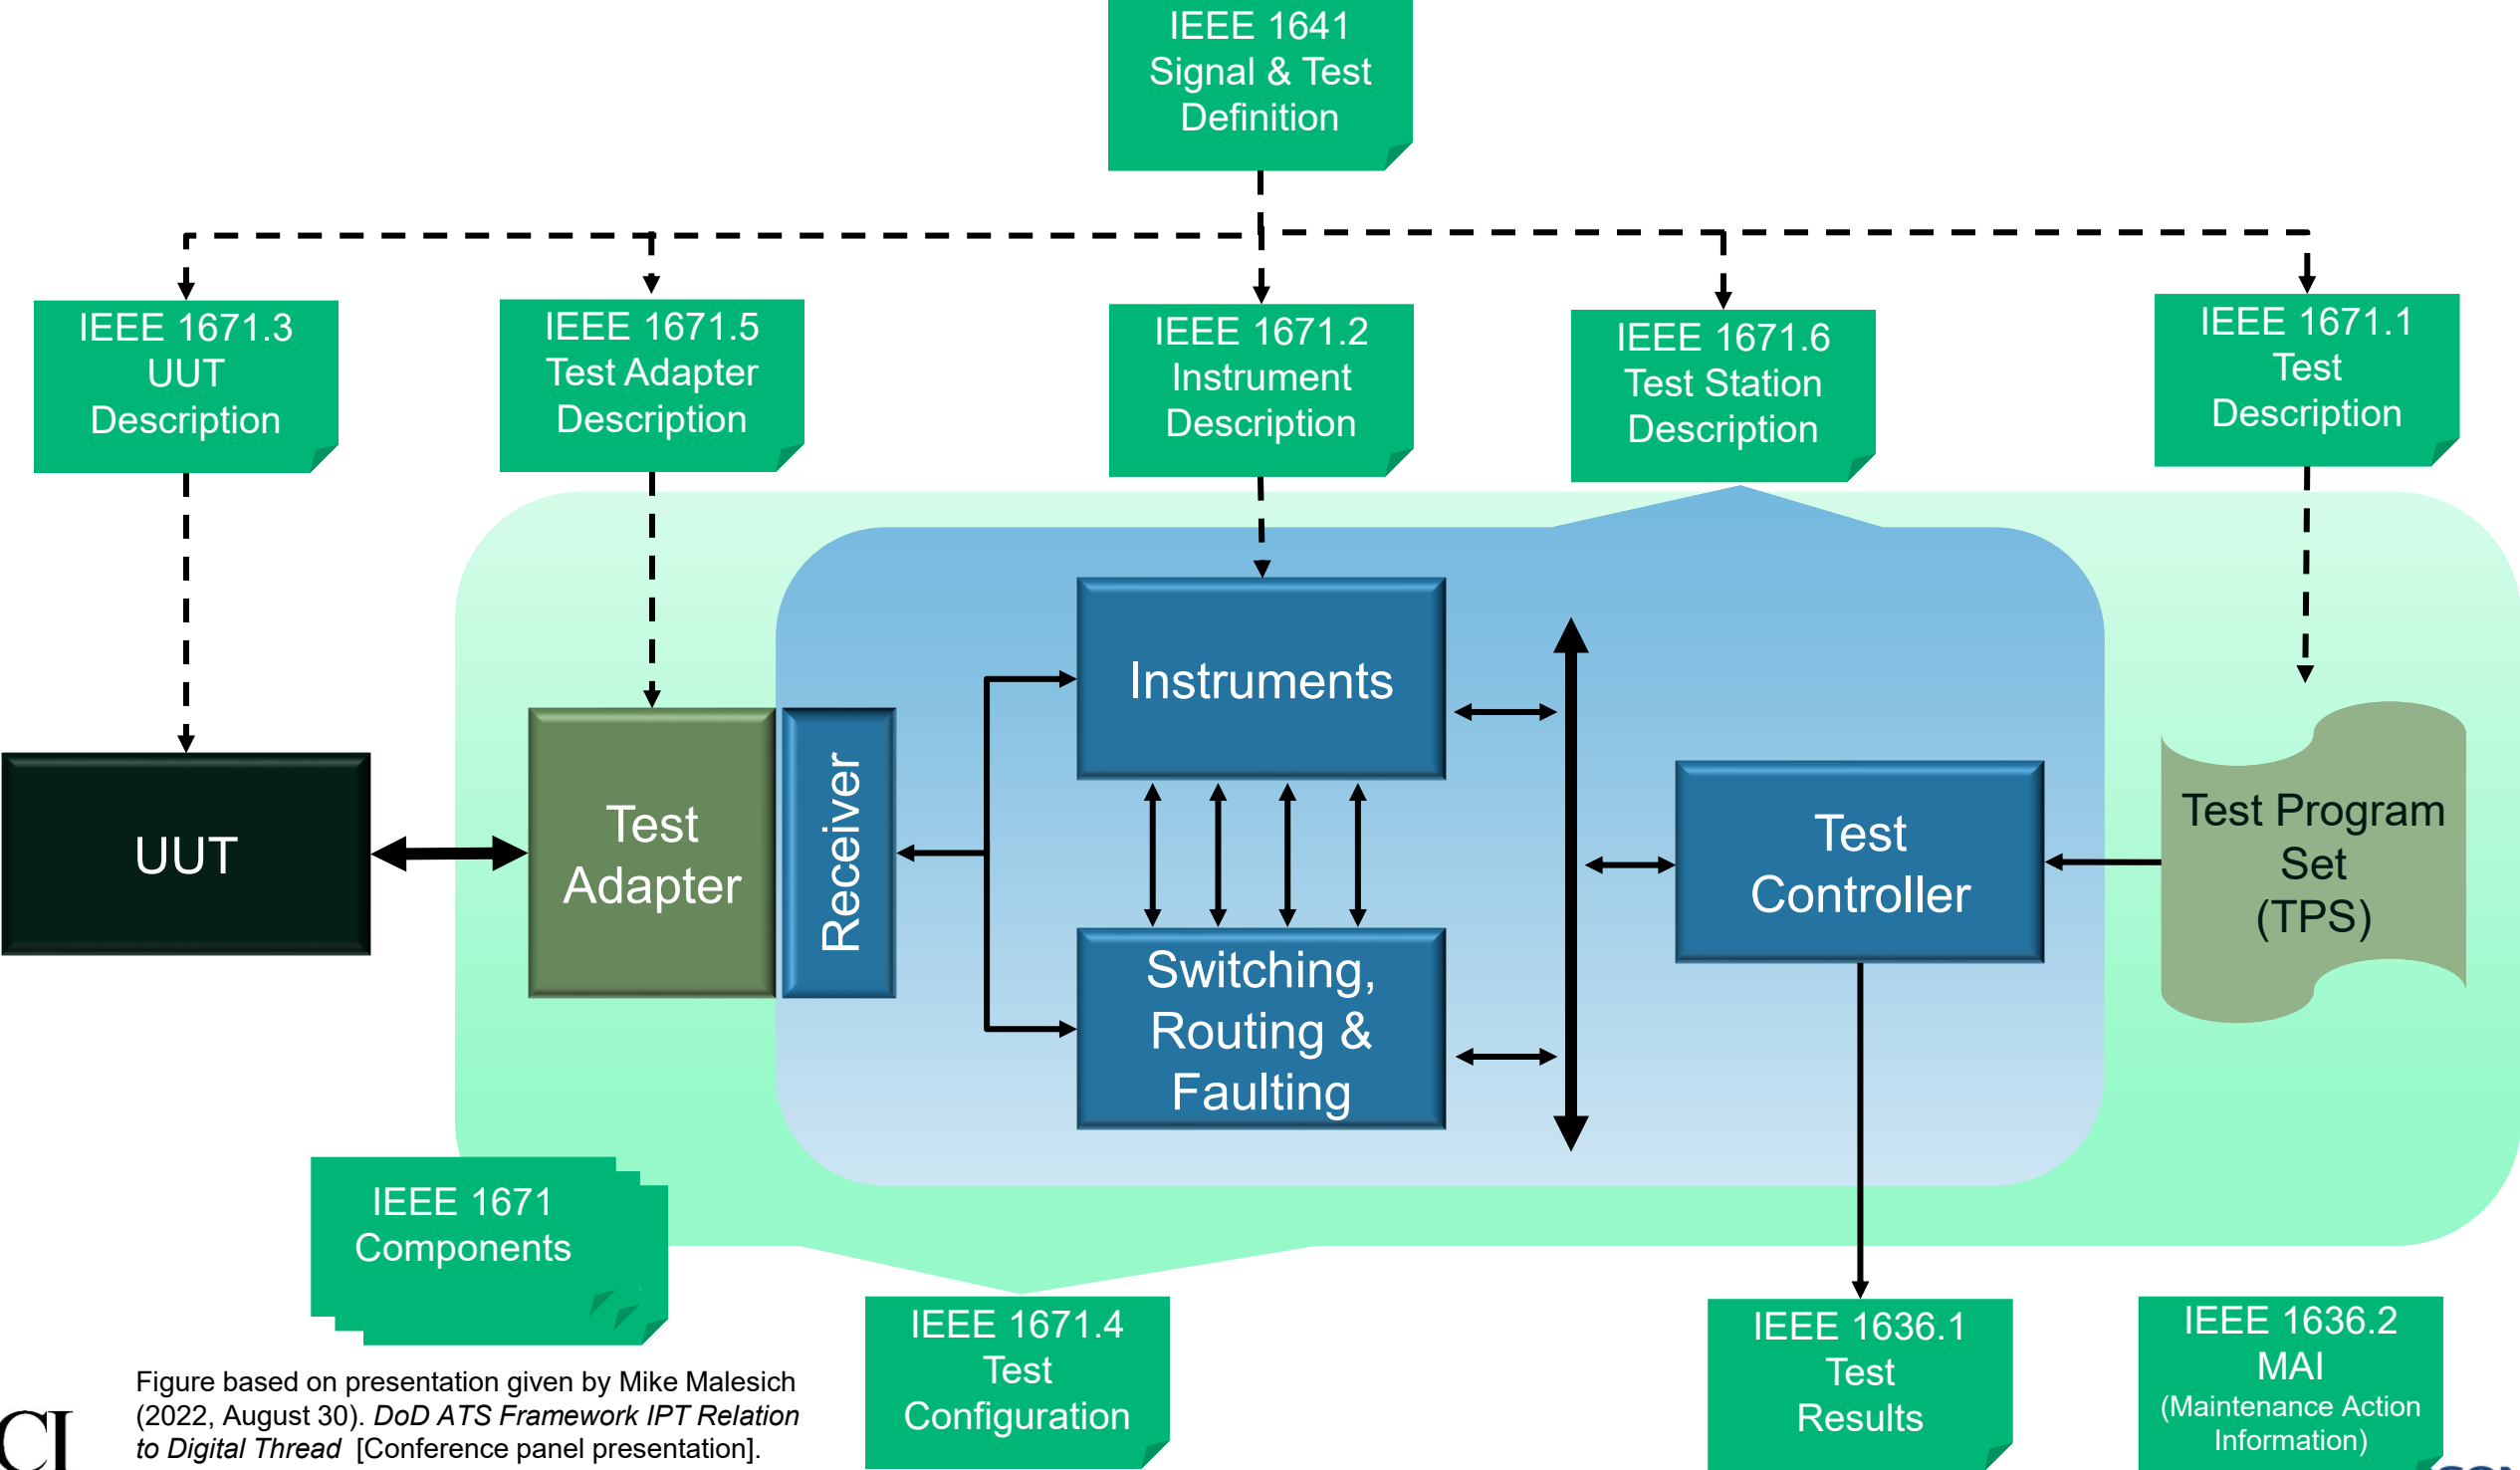 IEEE 1641
Signal & Test
Definition
IEEE 1671.3
UUT
Description
IEEE 1671.5
Test Adapter
Description
IEEE 1671.2
Instrument
Description
IEEE 1671.6
Test Station
Description
IEEE 1671.1
Test
Description
UUT
Test
Adapter
Receiver
Instruments
Switching,
Routing &
Faulting
Test
Controller
Test Program
Set
(TPS)
IEEE 1671
Components
IEEE 1671.4
Test
Configuration
IEEE 1636.1
Test
Results
IEEE 1636.2
MAI
(Maintenance Action
Information)
Figure based on presentation given by Mike Malesich
(2022, August 30). DoD ATS Framework IPT Relation
to Digital Thread [Conference panel presentation].
CI